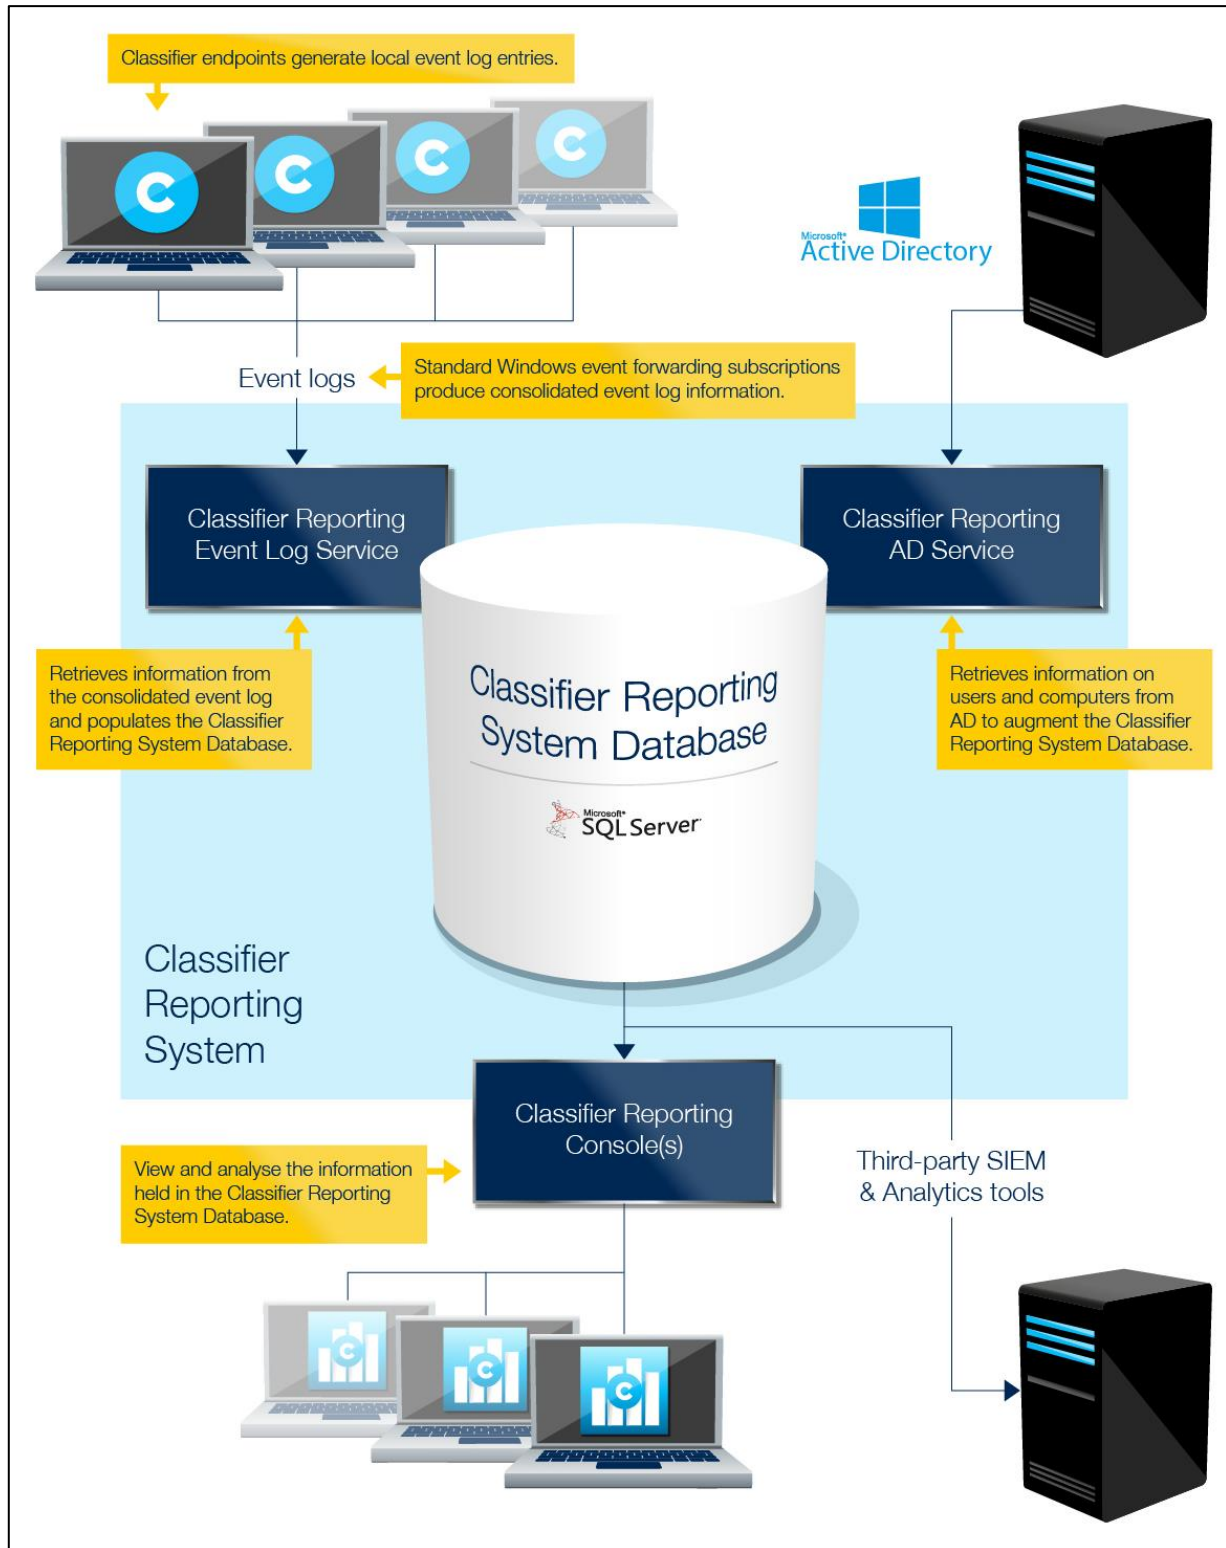 Classifier endpoints generate local event log entries.
Microsoft®
Active Directory
Event logs
Standard Windows event forwarding subscriptions
produce consolidated event log information.
Classifier Reporting
Event Log Service
Classifier Reporting
AD Service
Retrieves information from
the consolidated event log
and populates the Classifier
Reporting System Database.
Classifier Reporting
System Database
Microsoft®
SQL Server
Retrieves information on
users and computers from
AD to augment the Classifier
Reporting System Database.
Classifier
Reporting
System
Classifier Reporting
Console(s)
View and analyse the information
held in the Classifier Reporting
System Database.
Third-party SIEM
& Analytics tools